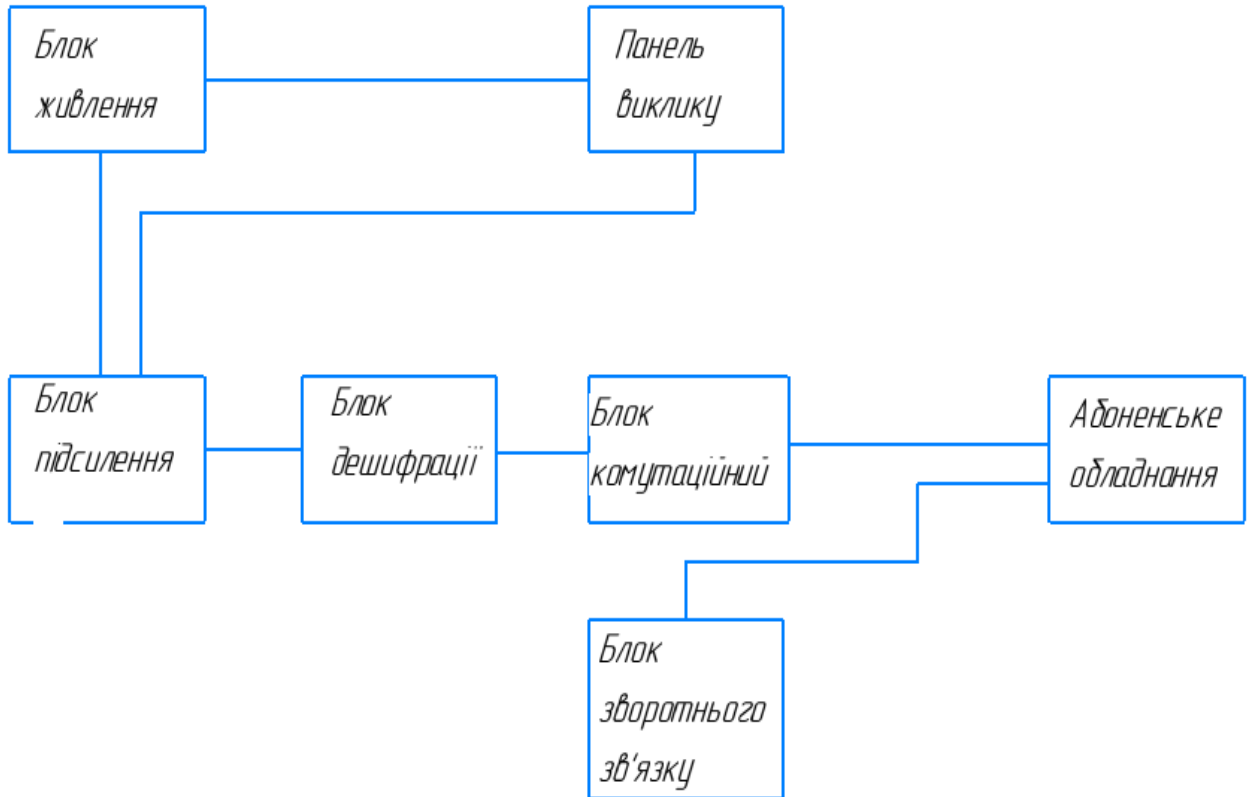 Блок
живлення
Панель
виклику
Блок
підсилення
Блок
дешифрації
Блок
комутаційний
Абоненське
обладнання
Блок
зворотнього
зв'язку